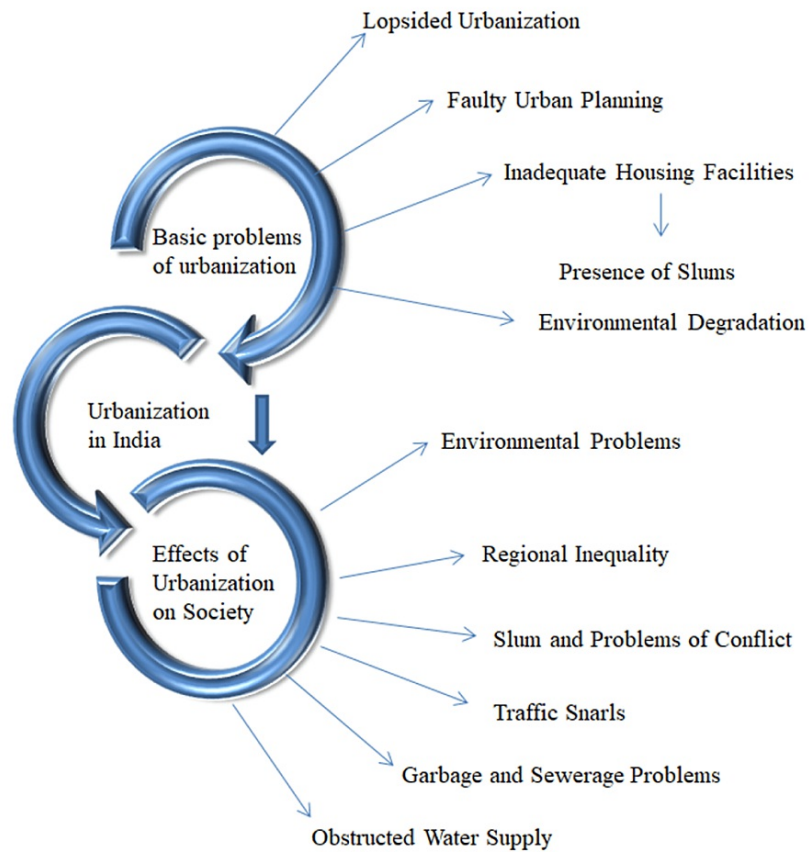 Lopsided Urbanization
Faulty Urban Planning
Inadequate Housing Facilities
Basic problems
of urbanization
Presence of Slums
Environmental Degradation
Urbanization
in India
Environmental Problems
Effects of
Urbanization
on Society
Regional Inequality
Slum and Problems of Conflict
Traffic Snarls
Garbage and Sewerage Problems
Obstructed Water Supply